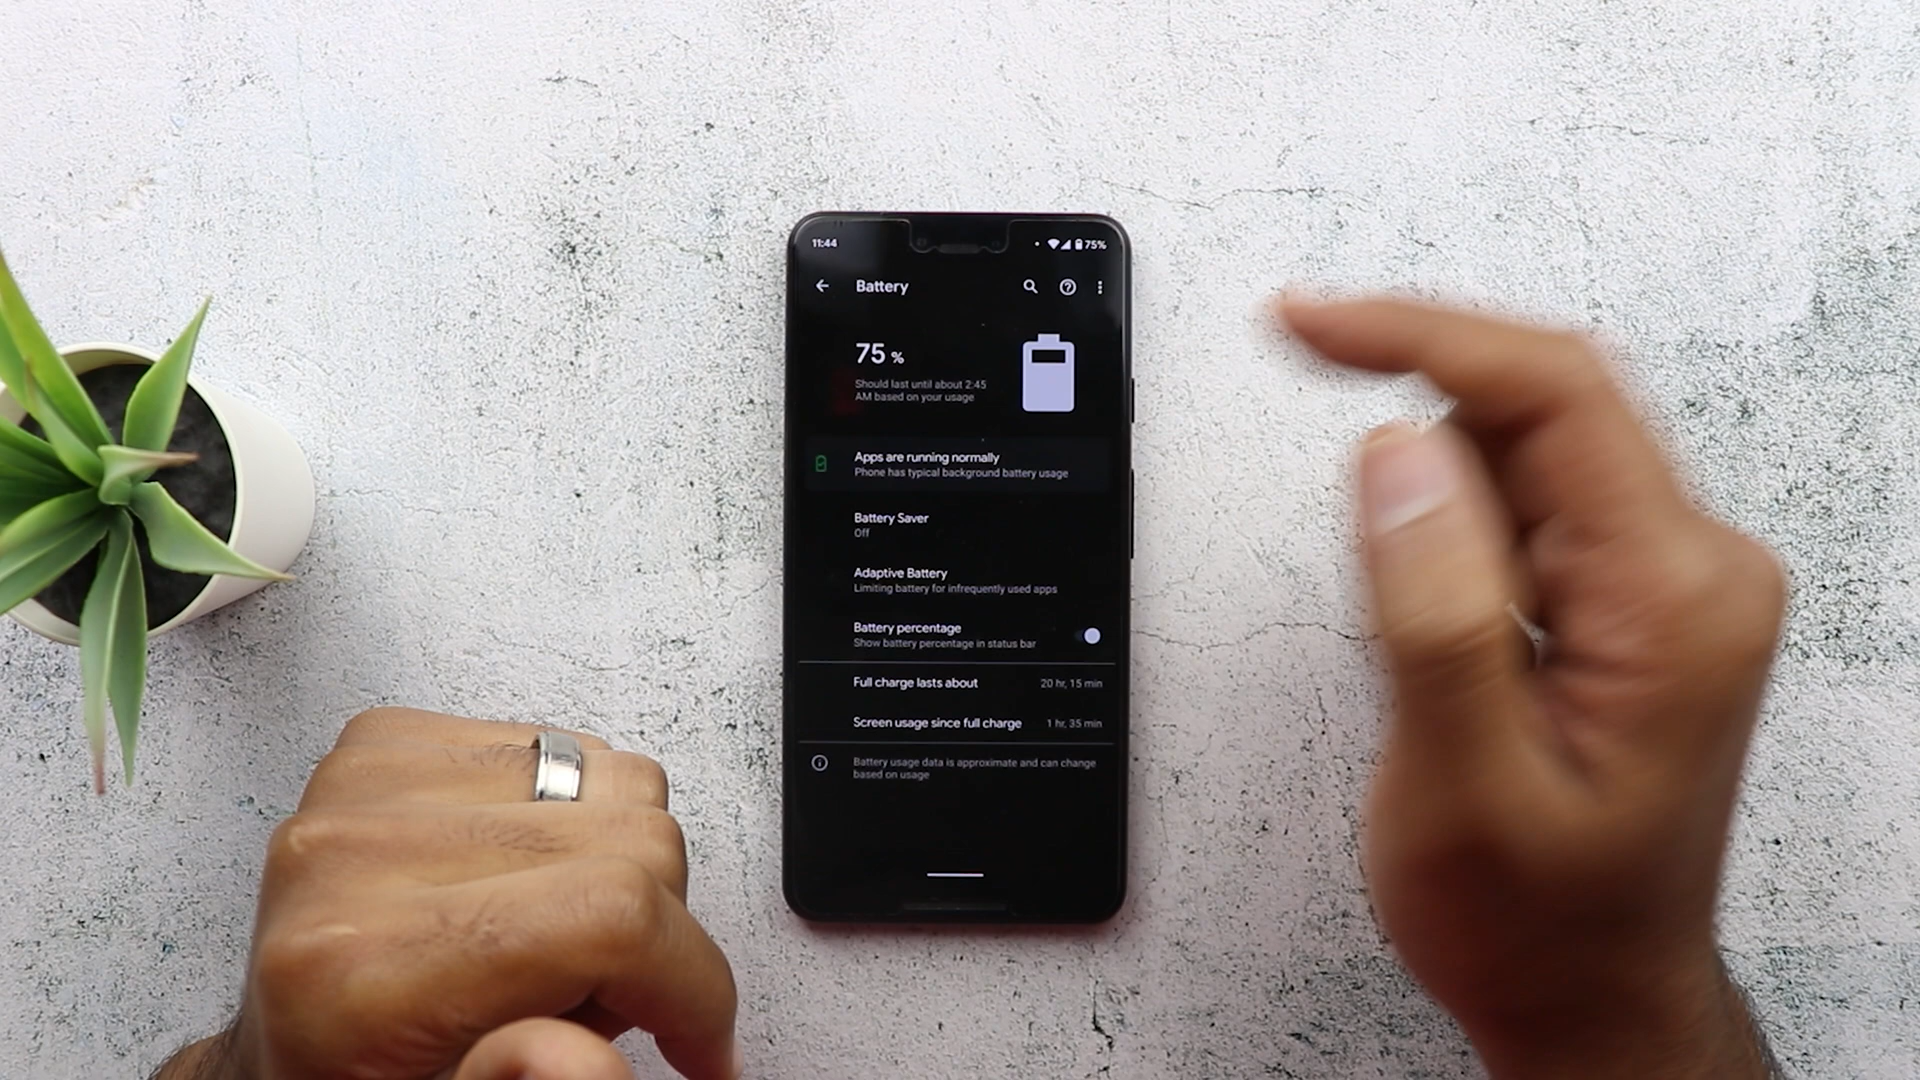 11:44
75%
Battery
75 %
Should last until about 2:45
AM based on your usage
Apps are running normally
Phone has typical background battery usage
Battery Saver
Off
Adaptive Battery
Limiting battery for infrequently used apps
Battery percentage
Show battery percentage in status bar
Full charge lasts about 20 hr, 15 min
Screen usage since full charge 1 hr, 35 min
Battery usage data is approximate and can change
based on usage